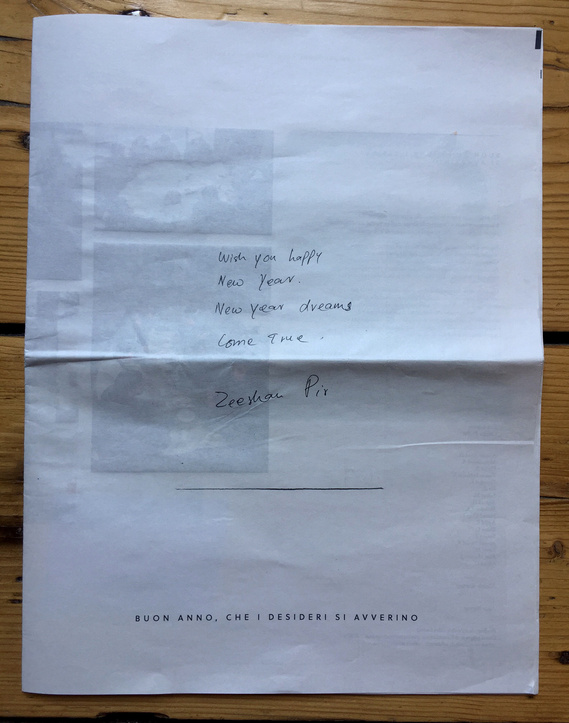 Wish you happy
New Year.
New Year dreams
Come True.
Zeeshan Pir
BUON ANNO, CHE I DESIDERI SI AVVERINO